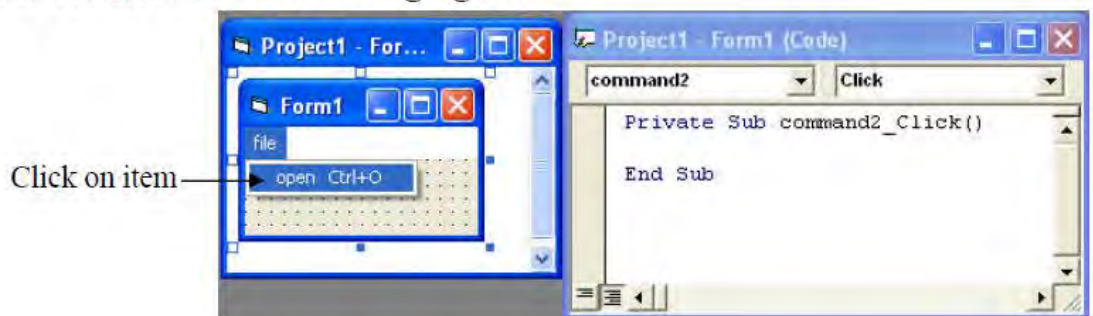 Project1 - For...
Form1
file
open Ctrl+O
Click on item
Project1 - Form1 (Code)
command2
Click
Private Sub command2_Click()
End Sub